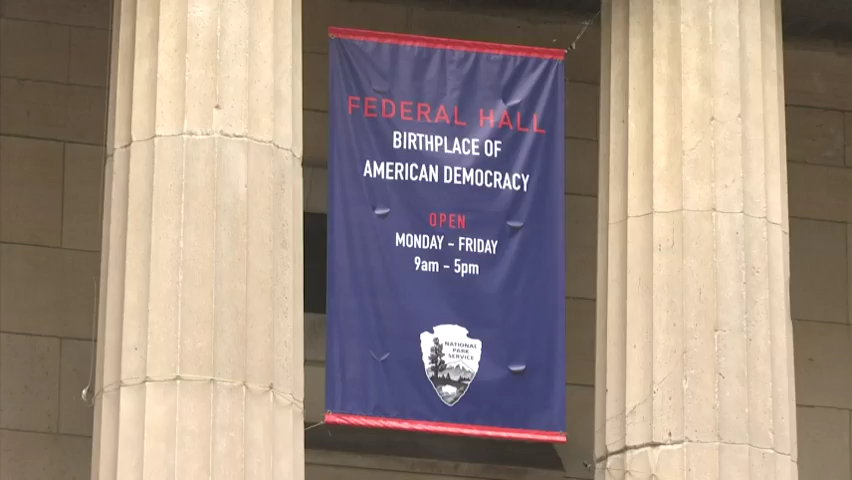 FEDERAL HALL
BIRTHPLACE OF
AMERICAN DEMOCRACY
OPEN
MONDAY - FRIDAY
9am - 5pm
NATIONAL
PARK
SERVICE